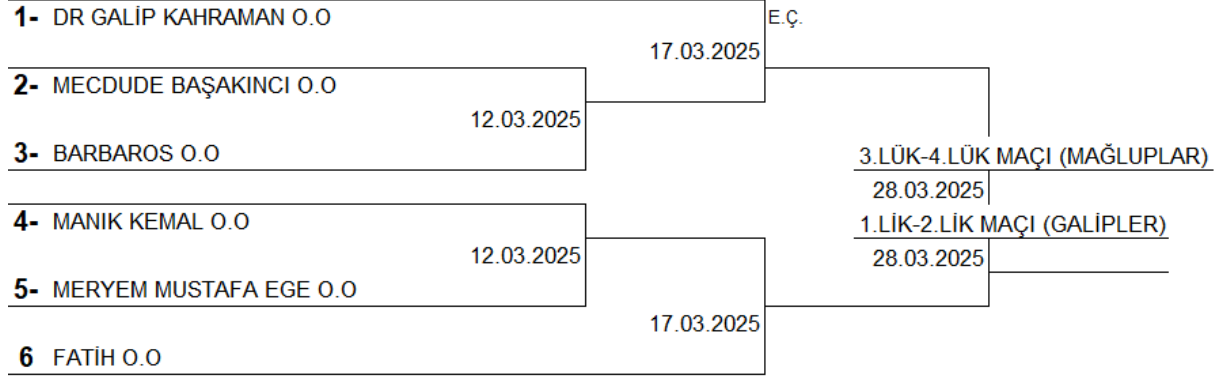 1- DR GALİP KAHRAMAN O.O
E.Ç.
17.03.2025
2- MECDUDE BAŞAKINCI O.O
12.03.2025
3- BARBAROS O.O
3.LÜK-4.LÜK MAÇI (MAĞLUPLAR)
28.03.2025
4- MANIK KEMAL O.O
1.LİK-2.LİK MAÇI (GALİPLER)
12.03.2025
28.03.2025
5- MERYEM MUSTAFA EGE O.O
17.03.2025
6 FATİH O.O